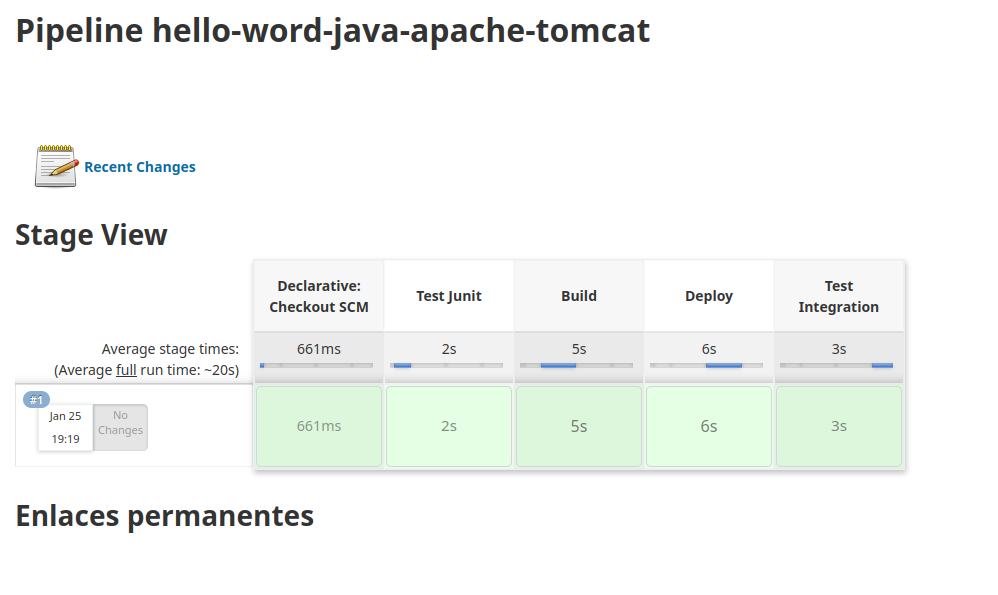 Pipeline hello-word-java-apache-tomcat
Recent Changes
Stage View
Declarative:
Checkout SCM
Test Junit
Build
Deploy
Test
Integration
Average stage times:
(Average full run time: ~20s)
661ms
2s
5s
6s
3s
#1
Jan 25
19:19
No
Changes
661ms
2s
5s
6s
3s
Enlaces permanentes